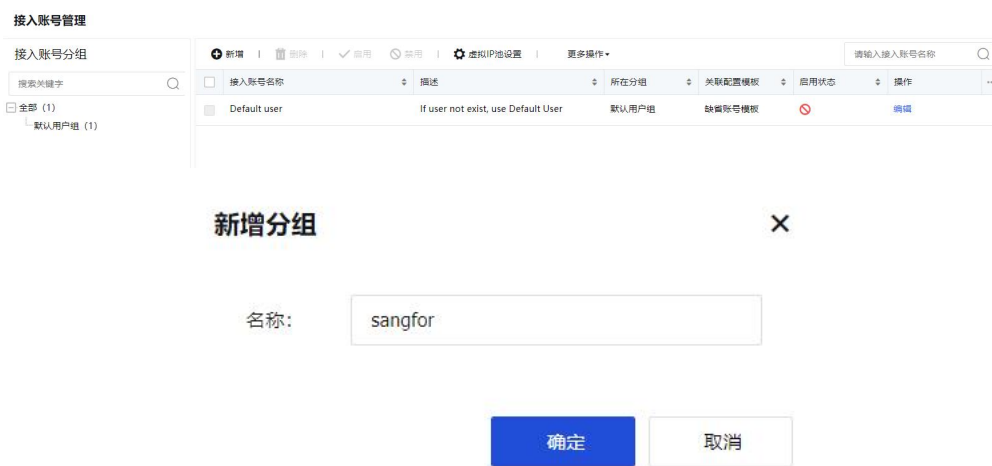 接入账号管理
接入账号分组
新增 删除 启用 禁用 虚拟IP池设置 更多操作
请输入接入账号名称
搜索关键字
接入账号名称 描述 所在分组 关联配置模板 启用状态 操作
全部 (1)
Default user If user not exist, use Default User 默认用户组 缺省账号模板 编辑
默认用户组 (1)
新增分组
名称:
sangfor
确定 取消